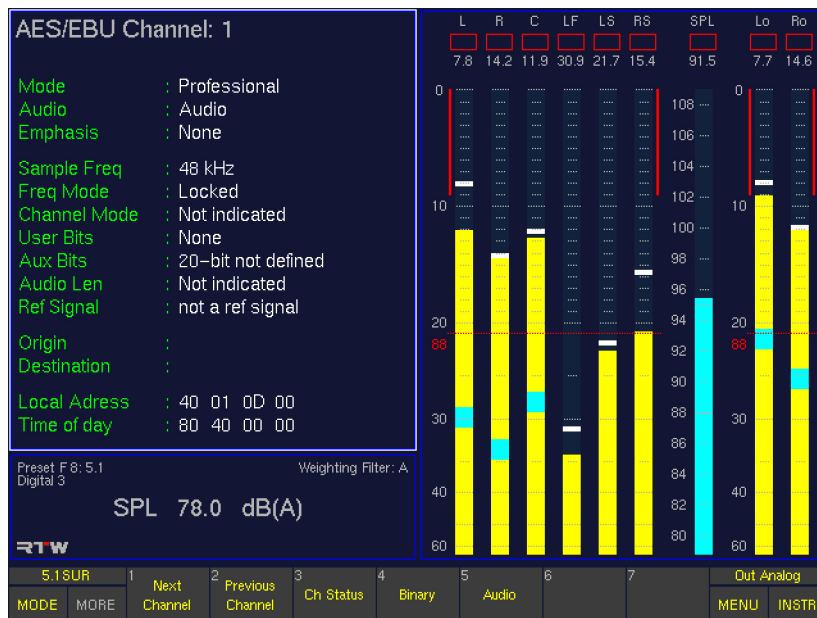 AES/EBU Channel: 1
Mode : Professional
Audio : Audio
Emphasis : None
Sample Freq : 48 kHz
Freq Mode : Locked
Channel Mode : Not indicated
User Bits : None
Aux Bits : 20-bit not defined
Audio Len : Not indicated
Ref Signal : not a ref signal
Origin :
Destination :
Local Adress : 40 01 0D 00
Time of day : 80 40 00 00
Preset F8: 5.1 Weighting Filter: A
Digital 3
SPL 78.0 dB(A)
RTW
L R C LF LS RS SPL Lo Ro
7.8 14.2 11.9 30.9 21.7 15.4 91.5 7.7 14.6
0 0
108
106
104
102
10 10
100
98
96
94
20 20
88 88
92
90
88
30 30
86
84
40 40
82
80
60 60
5.1SUR 1 2 3 4 5 6 7 Out Analog
Next Channel
Previous Channel
Ch Status
Binary
Audio
MODE MORE MENU INSTR